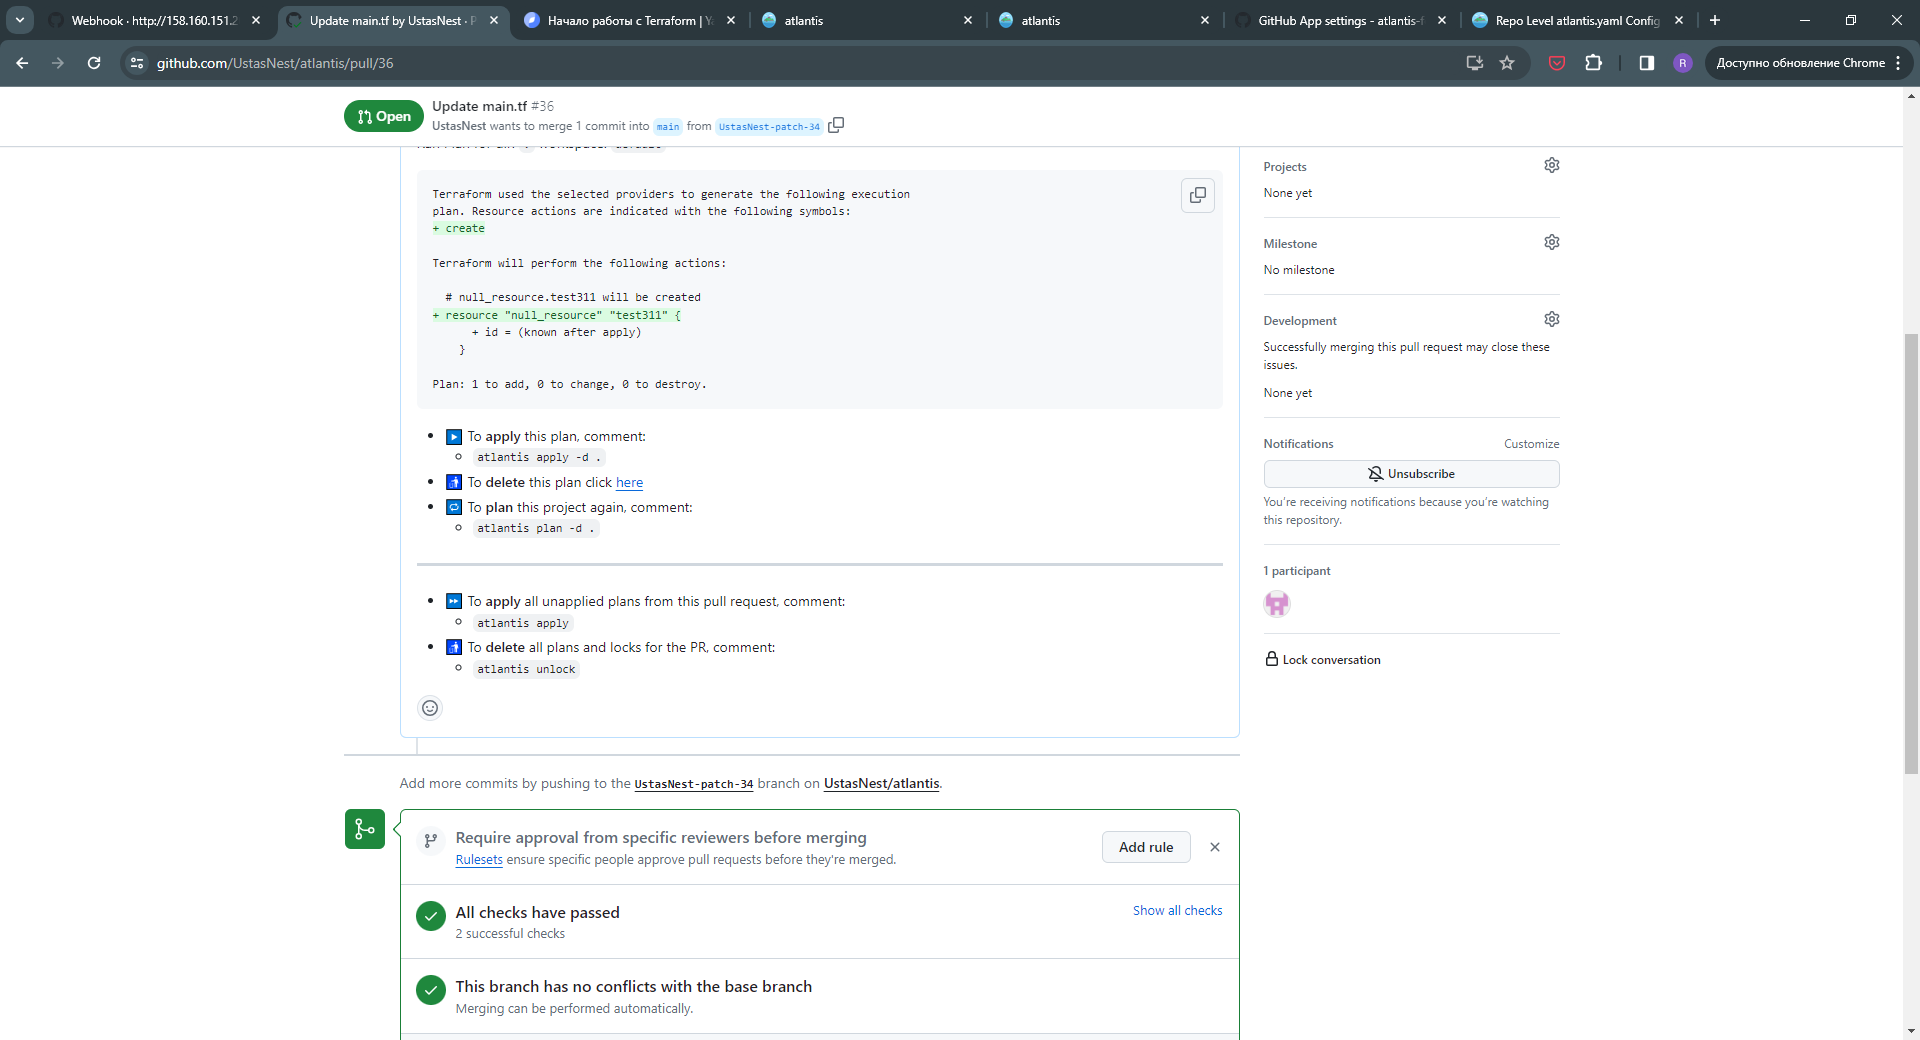 Webhook · http://158.160.151.2
Update main.tf by UstasNest · P
Начало работы с Terraform | Y
atlantis
atlantis
GitHub App settings - atlantis-f
Repo Level atlantis.yaml Config
github.com/UstasNest/atlantis/pull/36
R
Доступно обновление Chrome
Open
Update main.tf #36
UstasNest wants to merge 1 commit into main from UstasNest-patch-34
Terraform used the selected providers to generate the following execution
plan. Resource actions are indicated with the following symbols:
+ create
Terraform will perform the following actions:
# null_resource.test311 will be created
+ resource "null_resource" "test311" {
+ id = (known after apply)
}
Plan: 1 to add, 0 to change, 0 to destroy.
To apply this plan, comment:
atlantis apply -d .
To delete this plan click here
To plan this project again, comment:
atlantis plan -d .
To apply all unapplied plans from this pull request, comment:
atlantis apply
To delete all plans and locks for the PR, comment:
atlantis unlock
Add more commits by pushing to the UstasNest-patch-34 branch on UstasNest/atlantis.
Require approval from specific reviewers before merging
Rulesets ensure specific people approve pull requests before they're merged.
Add rule
All checks have passed
2 successful checks
Show all checks
This branch has no conflicts with the base branch
Merging can be performed automatically.
Projects
None yet
Milestone
No milestone
Development
Successfully merging this pull request may close these
issues.
None yet
Notifications
Customize
Unsubscribe
You're receiving notifications because you're watching
this repository.
1 participant
Lock conversation